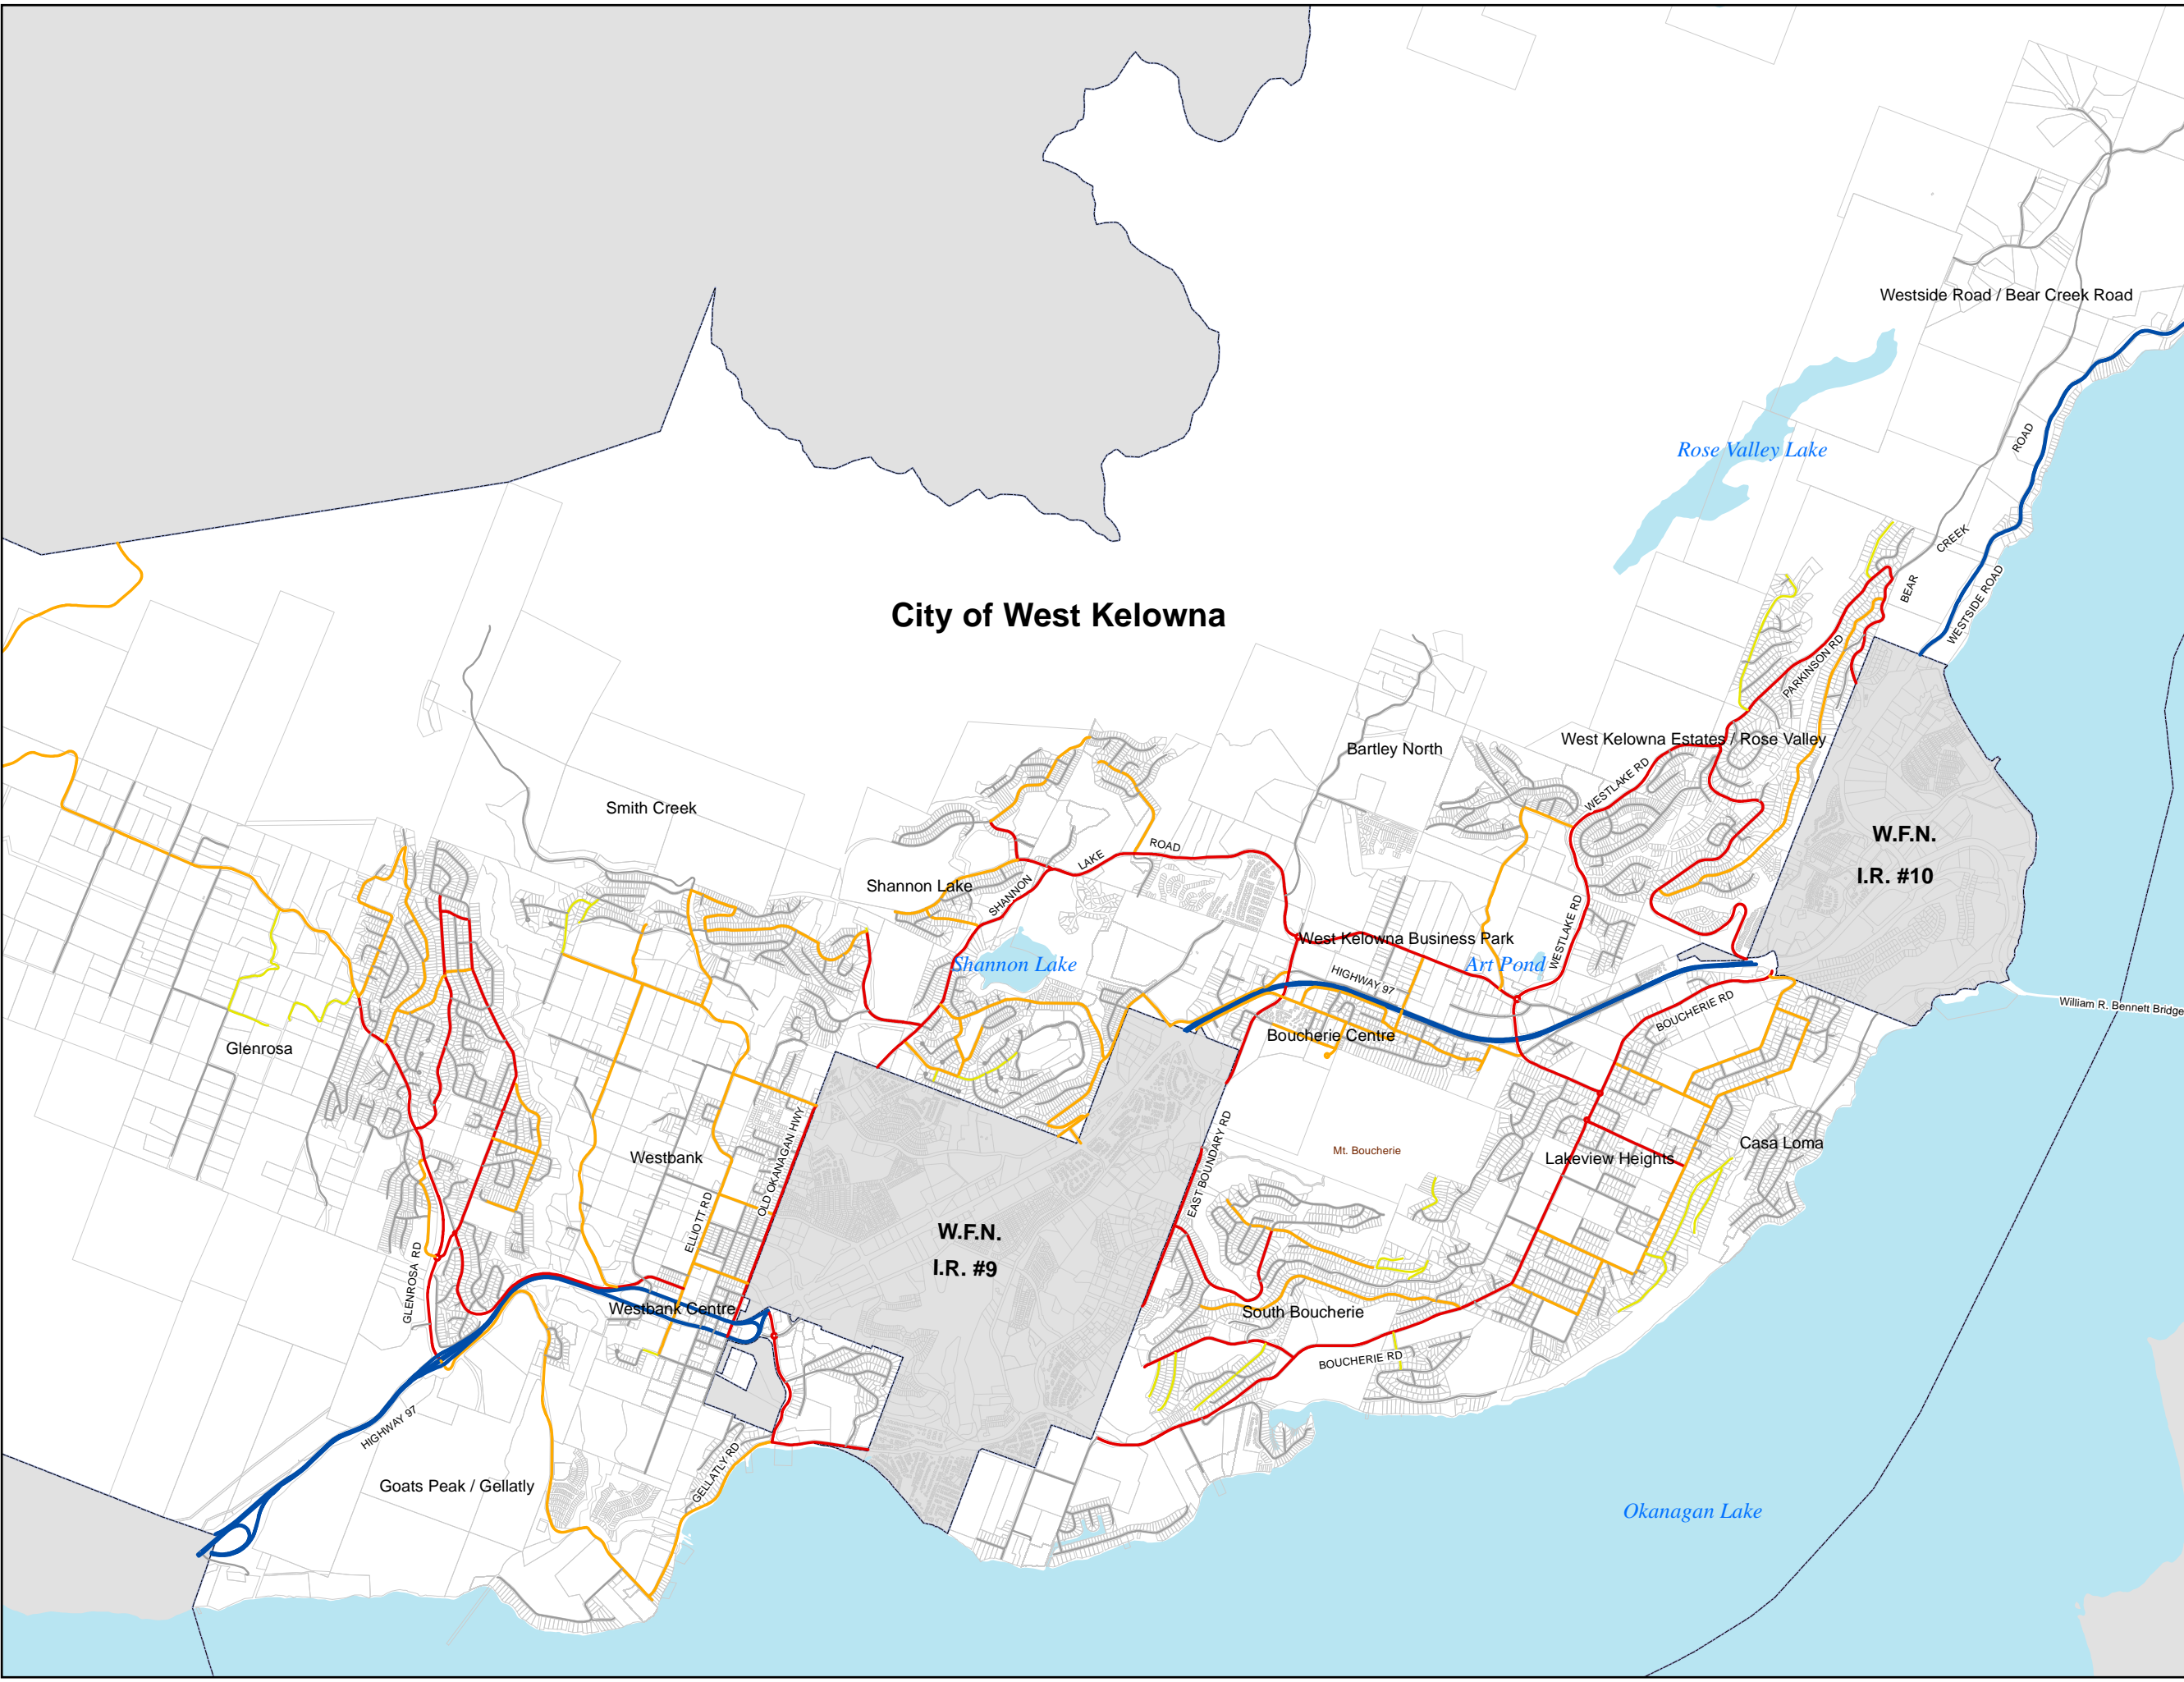 Westside Road / Bear Creek Road
ROAD
Rose Valley Lake
CREEK
BEAR
WESTSIDE ROAD
City of West Kelowna
PARKINSON RD
West Kelowna Estates / Rose Valley
Bartley North
WESTLAKE RD
Smith Creek
W.F.N.
I.R. #10
ROAD
LAKE
SHANNON
Shannon Lake
West Kelowna Business Park
WESTLAKE RD
Shannon Lake
Art Pond
HIGHWAY 97
William R. Bennett Bridge
BOUCHERIE RD
Boucherie Centre
Glenrosa
OLD OKANAGAN HWY
EAST BOUNDARY RD
Mt. Boucherie
Casa Loma
Westbank
Lakeview Heights
ELLIOTT RD
W.F.N.
I.R. #9
GLENROSA RD
Westbank Centre
South Boucherie
BOUCHERIE RD
HIGHWAY 97
GELLATLY RD
Goats Peak / Gellatly
Okanagan Lake